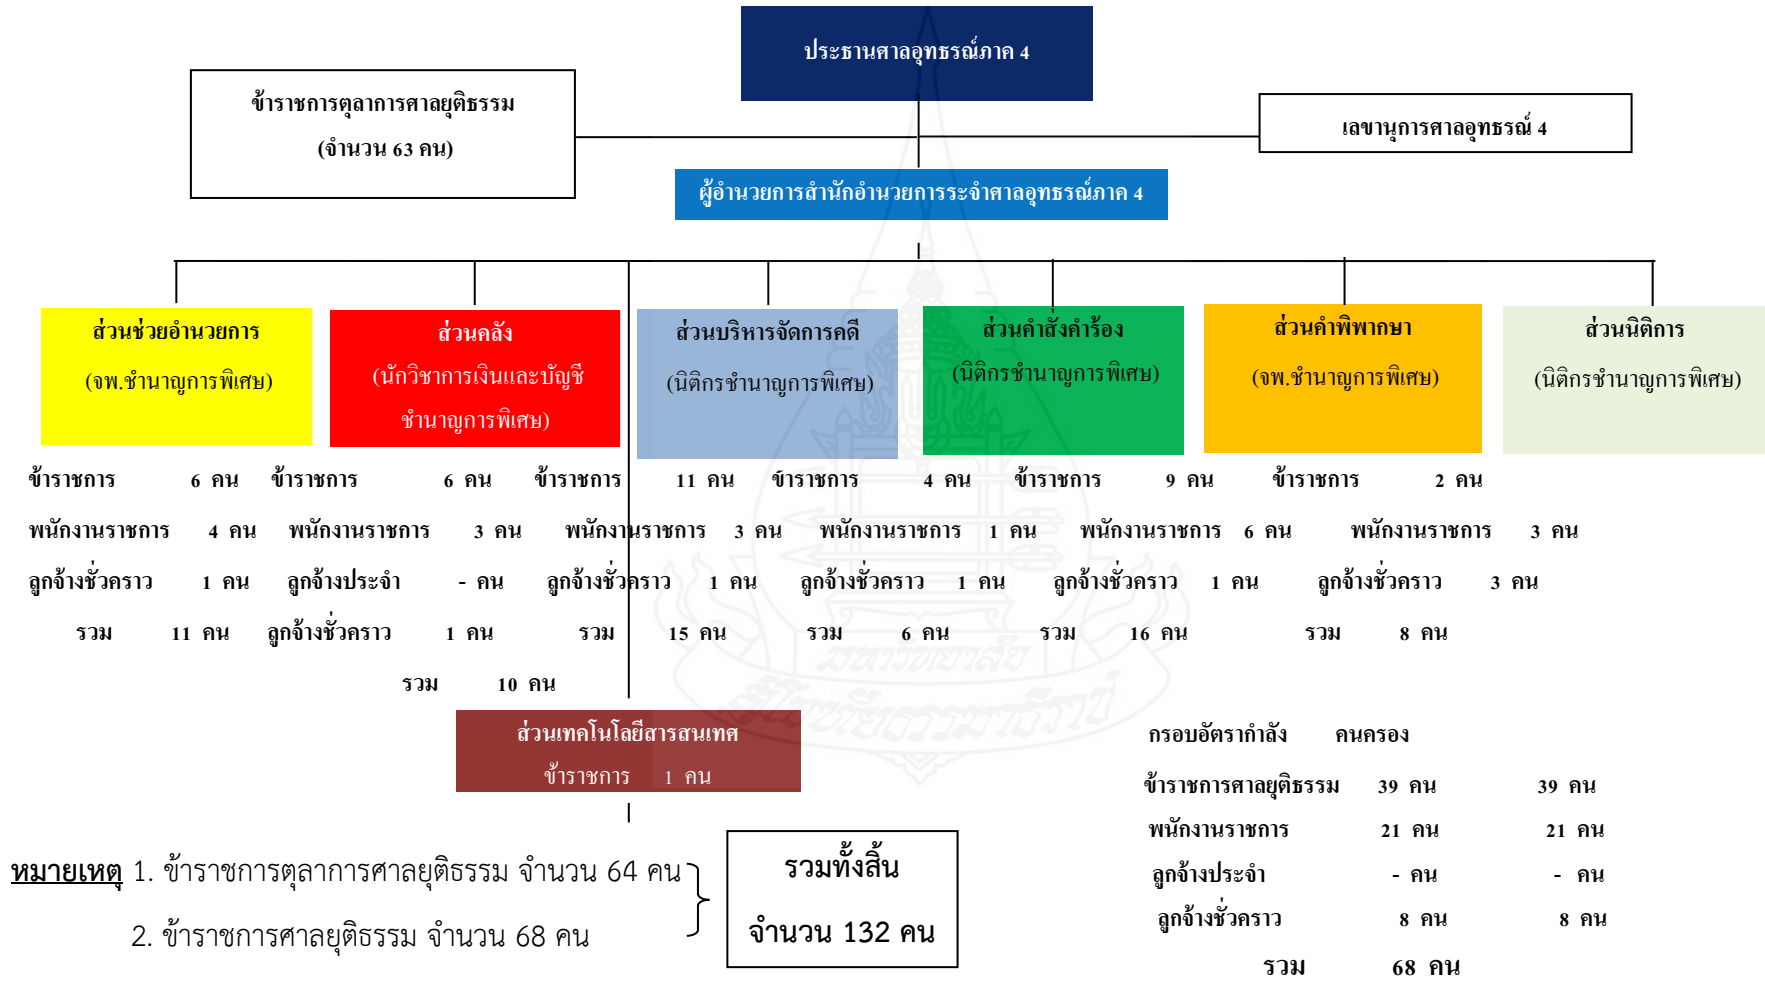 ประธานศาลอุทธรณ์ภาค 4
ข้าราชการตุลาการศาลยุติธรรม
(จำนวน 63 คน)
เลขานุการศาลอุทธรณ์ 4
ผู้อำนวยการสำนักอำนวยการระจำศาลอุทธรณ์ภาค 4
ส่วนช่วยอำนวยการ
(จพ.ชำนาญการพิเศษ)
ส่วนคลัง
(นักวิชาการเงินและบัญชี
ชำนาญการพิเศษ)
ส่วนบริหารจัดการคดี
(นิติกรชำนาญการพิเศษ)
ส่วนคำสั่งคำร้อง
(นิติกรชำนาญการพิเศษ)
ส่วนคำพิพากษา
(จพ.ชำนาญการพิเศษ)
ส่วนนิติการ
(นิติกรชำนาญการพิเศษ)
ข้าราชการ 6 คน ข้าราชการ 6 คน ข้าราชการ 11 คน ข้าราชการ 4 คน ข้าราชการ 9 คน ข้าราชการ 2 คน
พนักงานราชการ 4 คน พนักงานราชการ 3 คน พนักงานราชการ 3 คน พนักงานราชการ 1 คน พนักงานราชการ 6 คน พนักงานราชการ 3 คน
ลูกจ้างชั่วคราว 1 คน ลูกจ้างประจำ - คน ลูกจ้างชั่วคราว 1 คน ลูกจ้างชั่วคราว 1 คน ลูกจ้างชั่วคราว 1 คน ลูกจ้างชั่วคราว 3 คน
รวม 11 คน ลูกจ้างชั่วคราว 1 คน รวม 15 คน รวม 6 คน รวม 16 คน รวม 8 คน
รวม 10 คน
มหาวิทยาลัย
สุโขทัยธรรมาธิราช
ส่วนเทคโนโลยีสารสนเทศ
ข้าราชการ 1 คน
กรอบอัตรากำลัง คนครอง
ข้าราชการศาลยุติธรรม 39 คน 39 คน
พนักงานราชการ 21 คน 21 คน
ลูกจ้างประจำ - คน - คน
ลูกจ้างชั่วคราว 8 คน 8 คน
รวม 68 คน
หมายเหตุ 1. ข้าราชการตุลาการศาลยุติธรรม จำนวน 64 คน
2. ข้าราชการศาลยุติธรรม จำนวน 68 คน
รวมทั้งสิ้น
จำนวน 132 คน